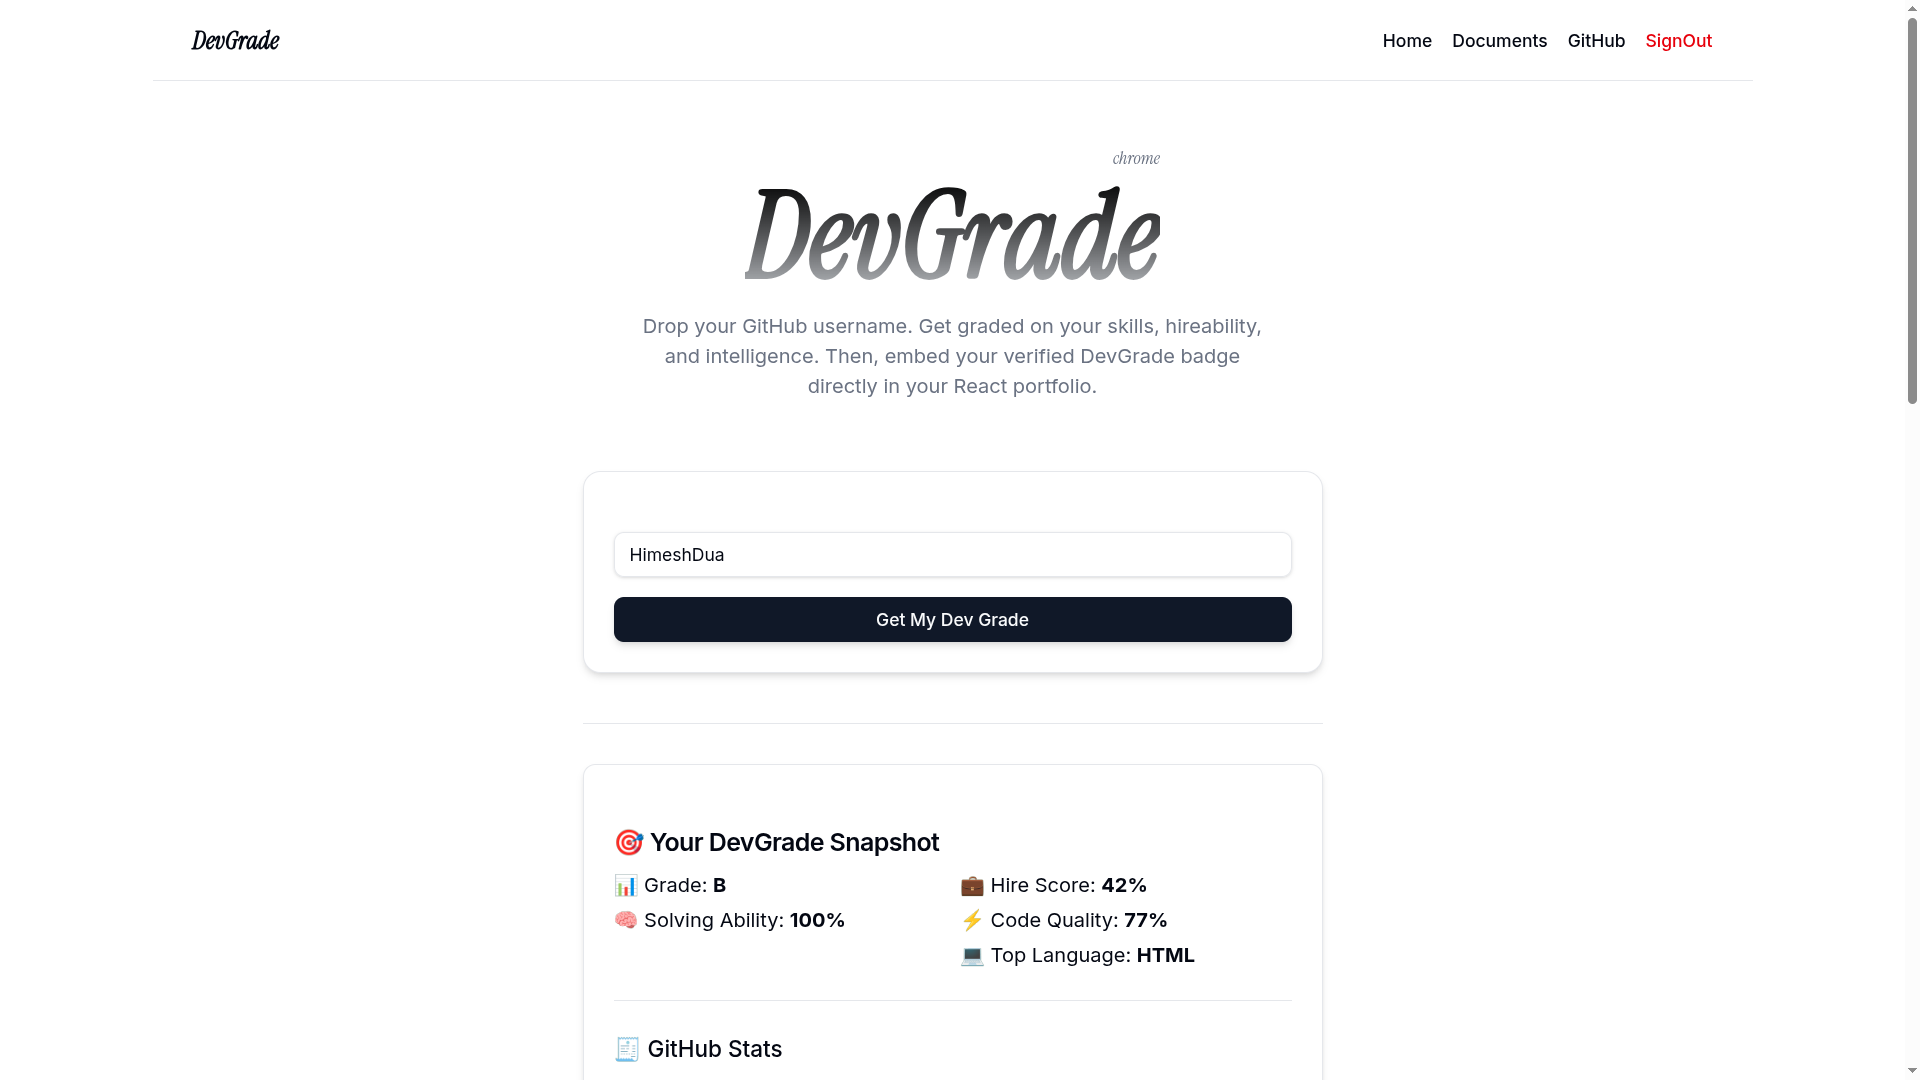 DevGrade
Home Documents GitHub SignOut
chrome
DevGrade
Drop your GitHub username. Get graded on your skills, hireability,
and intelligence. Then, embed your verified DevGrade badge
directly in your React portfolio.
HimeshDua
Get My Dev Grade
🎯 Your DevGrade Snapshot
📊 Grade: B
💼 Hire Score: 42%
🧠 Solving Ability: 100%
⚡ Code Quality: 77%
💻 Top Language: HTML
🧾 GitHub Stats